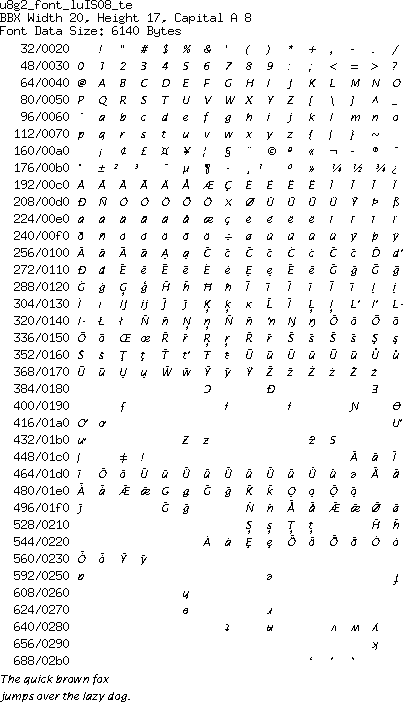 u8g2_font_luIS08_te
BBX Width 20, Height 17, Capital A 8
Font Data Size: 6140 Bytes
32/0020 ! " # $ % & ' ( ) * + , - . /
48/0030 0 1 2 3 4 5 6 7 8 9 : ; < = > ?
64/0040 @ A B C D E F G H I J K L M N O
80/0050 P Q R S T U V W X Y Z [ \ ] ^ _
96/0060 ` a b c d e f g h i j k l m n o
112/0070 p q r s t u v w x y z { | } ~
160/00a0 ¡ ¢ £ ¤ ¥ ¦ § ¨ © ª « ¬ - ® ¯
176/00b0 ° ± ² ³ ´ µ ¶ · ¸ ¹ º » ¼ ½ ¾ ¿
192/00c0 À Á Â Ã Ä Å Æ Ç È É Ê Ë Ì Í Î Ï
208/00d0 Ð Ñ Ò Ó Ô Õ Ö × Ø Ù Ú Û Ü Ý Þ ß
224/00e0 à á â ã ä å æ ç è é ê ë ì í î ï
240/00f0 ð ñ ò ó ô õ ö ÷ ø ù ú û ü ý þ ÿ
256/0100 Ā ā Ă ă Ą ą Ć ć Ĉ ĉ Ċ ċ Č č Ď ď
272/0110 Đ đ Ē ē Ĕ ĕ Ė ė Ę ę Ě ě Ĝ ĝ Ğ ğ
288/0120 Ġ ġ Ģ ģ Ĥ ĥ Ħ ħ Ĩ ĩ Ī ī Ĭ ĭ Į į
304/0130 İ ı Ĳ ĳ Ĵ ĵ Ķ ķ ĸ Ĺ ĺ Ļ ļ Ľ ľ Ŀ
320/0140 ŀ Ł ł Ń ń Ņ ņ Ň ň ŉ Ŋ ŋ Ō ō Ŏ ŏ
336/0150 Ő ő Œ œ Ŕ ŕ Ŗ ŗ Ř ř Ś ś Ŝ ŝ Ş ş
352/0160 Š š Ţ ţ Ť ť Ŧ ŧ Ũ ũ Ū ū Ŭ ŭ Ů ů
368/0170 Ű ű Ų ų Ŵ ŵ Ŷ ŷ Ÿ Ź ź Ż ż Ž ž
384/0180
400/0190
416/01a0 Ơ ơ Ư
432/01b0 ư
448/01c0
464/01d0
480/01e0
496/01f0
528/0210
544/0220
560/0230
592/0250
608/0260
624/0270
640/0280
656/0290
688/02b0
The quick brown fox
jumps over the lazy dog.